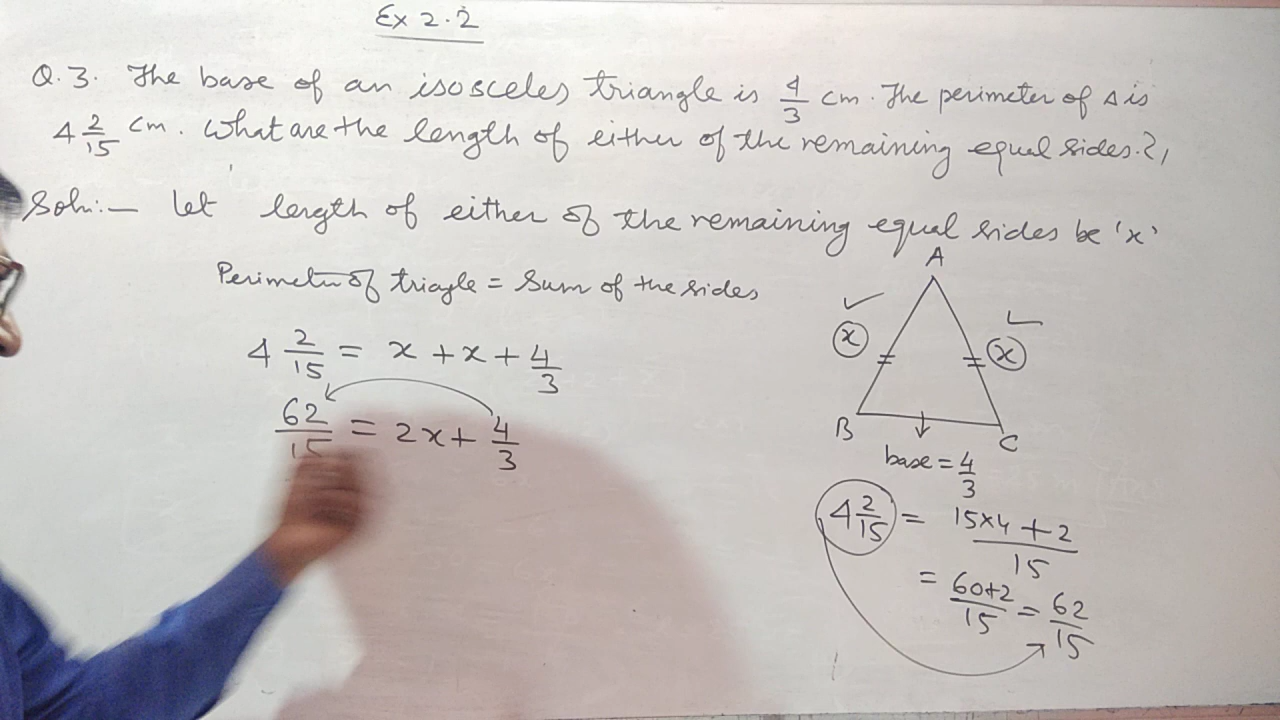 Ex 2.2
Q.3. The base of an isosceles triangle is 4/3 cm. The perimeter of Δ is
4 2/15 cm. What are the length of either of the remaining equal sides.?
Soln:— Let length of either of the remaining equal sides be 'x'
Perimeter of triagle = Sum of the sides
4 2/15 = x + x + 4/3
62/15 = 2x + 4/3
A
x x
B C
base = 4/3
4 2/15 = 15×4 + 2/15
= 60+2/15 = 62/15